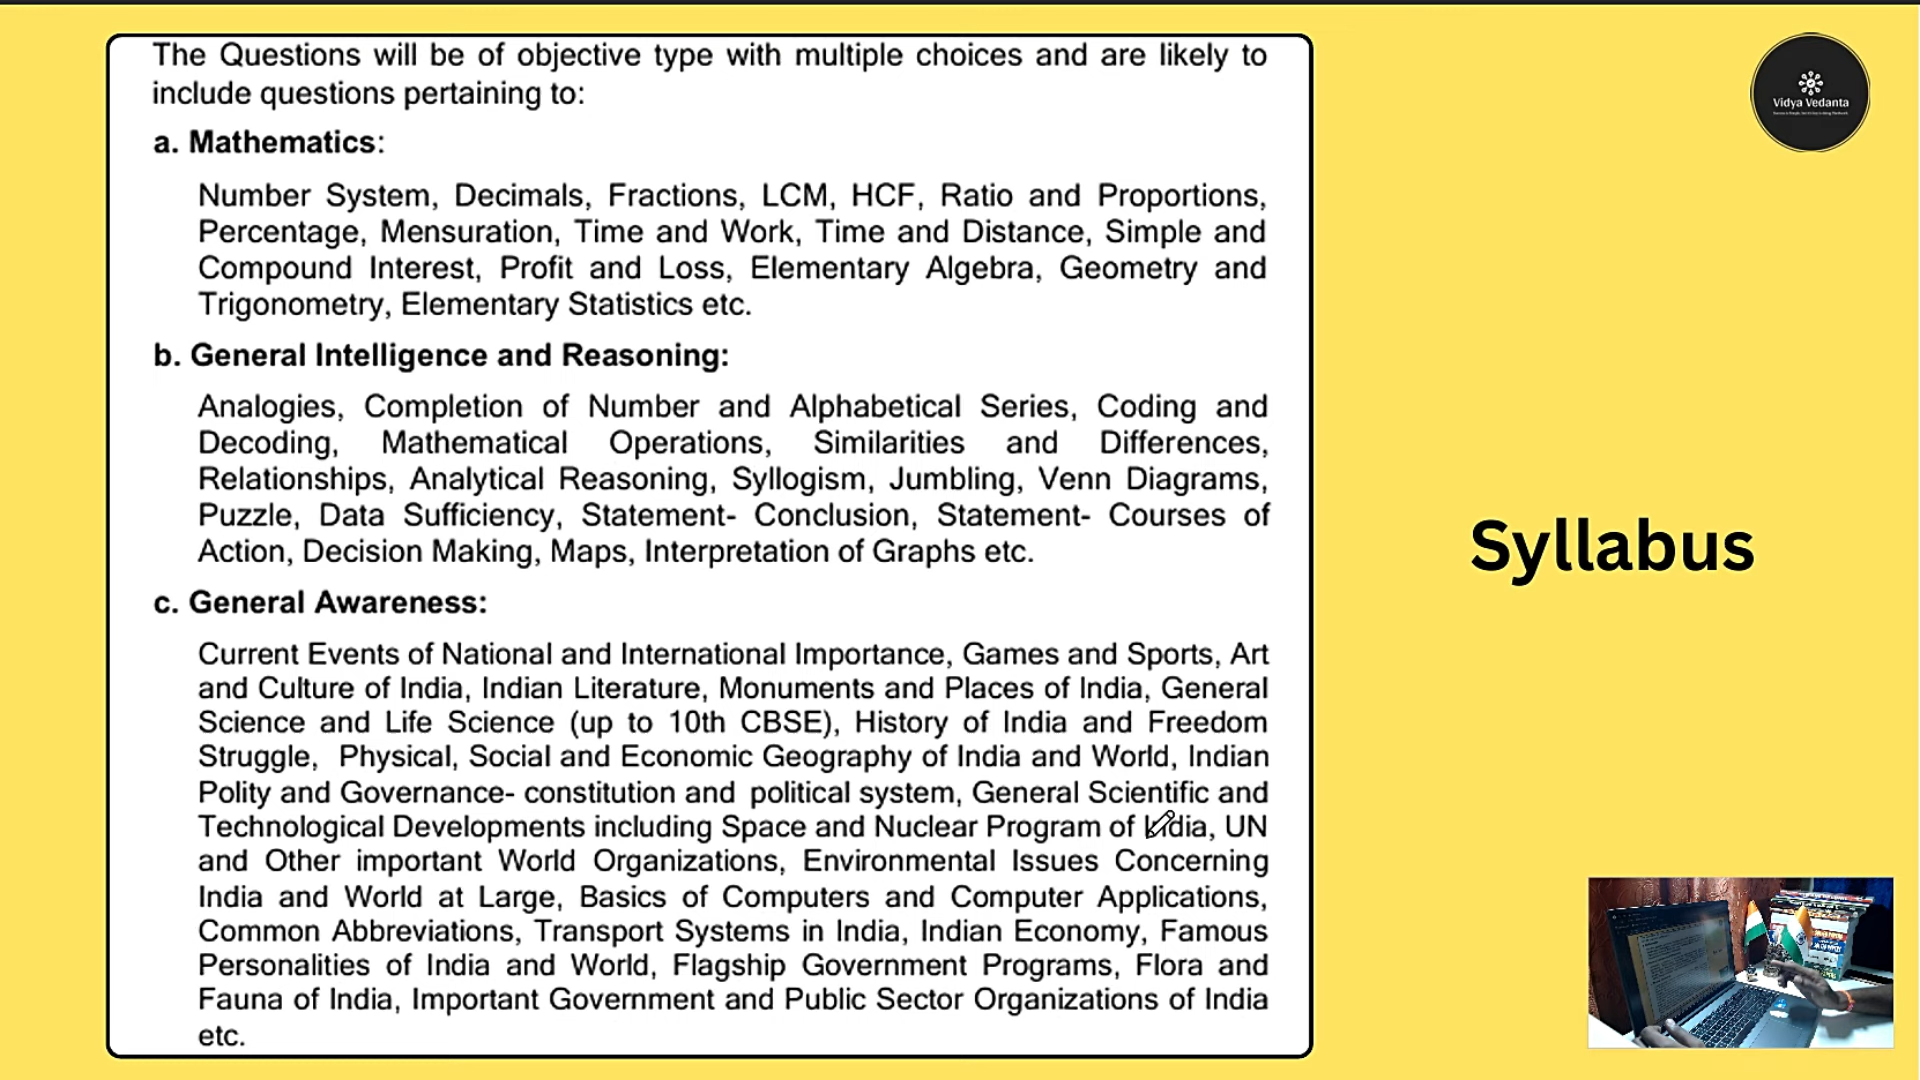 The Questions will be of objective type with multiple choices and are likely to
include questions pertaining to:
a. Mathematics:
Number System, Decimals, Fractions, LCM, HCF, Ratio and Proportions,
Percentage, Mensuration, Time and Work, Time and Distance, Simple and
Compound Interest, Profit and Loss, Elementary Algebra, Geometry and
Trigonometry, Elementary Statistics etc.
b. General Intelligence and Reasoning:
Analogies, Completion of Number and Alphabetical Series, Coding and
Decoding, Mathematical Operations, Similarities and Differences,
Relationships, Analytical Reasoning, Syllogism, Jumbling, Venn Diagrams,
Puzzle, Data Sufficiency, Statement- Conclusion, Statement- Courses of
Action, Decision Making, Maps, Interpretation of Graphs etc.
c. General Awareness:
Current Events of National and International Importance, Games and Sports, Art
and Culture of India, Indian Literature, Monuments and Places of India, General
Science and Life Science (up to 10th CBSE), History of India and Freedom
Struggle, Physical, Social and Economic Geography of India and World, Indian
Polity and Governance- constitution and political system, General Scientific and
Technological Developments including Space and Nuclear Program of India, UN
and Other important World Organizations, Environmental Issues Concerning
India and World at Large, Basics of Computers and Computer Applications,
Common Abbreviations, Transport Systems in India, Indian Economy, Famous
Personalities of India and World, Flagship Government Programs, Flora and
Fauna of India, Important Government and Public Sector Organizations of India
etc.
Vidya Vedanta
Syllabus